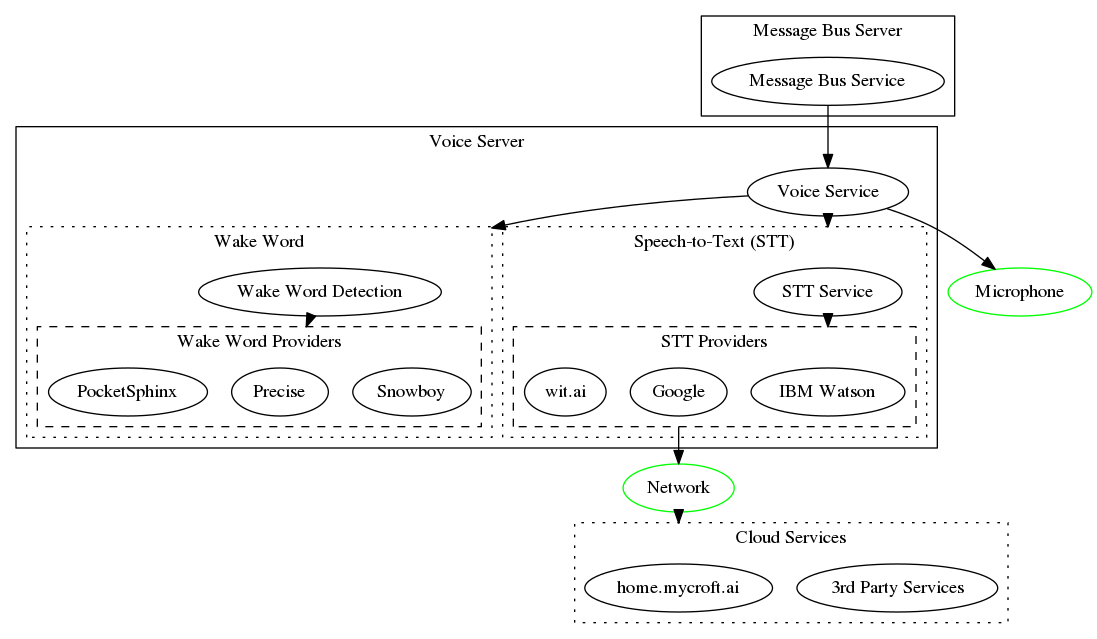 Message Bus Server
Message Bus Service
Voice Server
Voice Service
Wake Word
Speech-to-Text (STT)
Wake Word Detection
STT Service
Microphone
Wake Word Providers
STT Providers
PocketSphinx
Precise
Snowboy
wit.ai
Google
IBM Watson
Network
Cloud Services
home.mycroft.ai
3rd Party Services